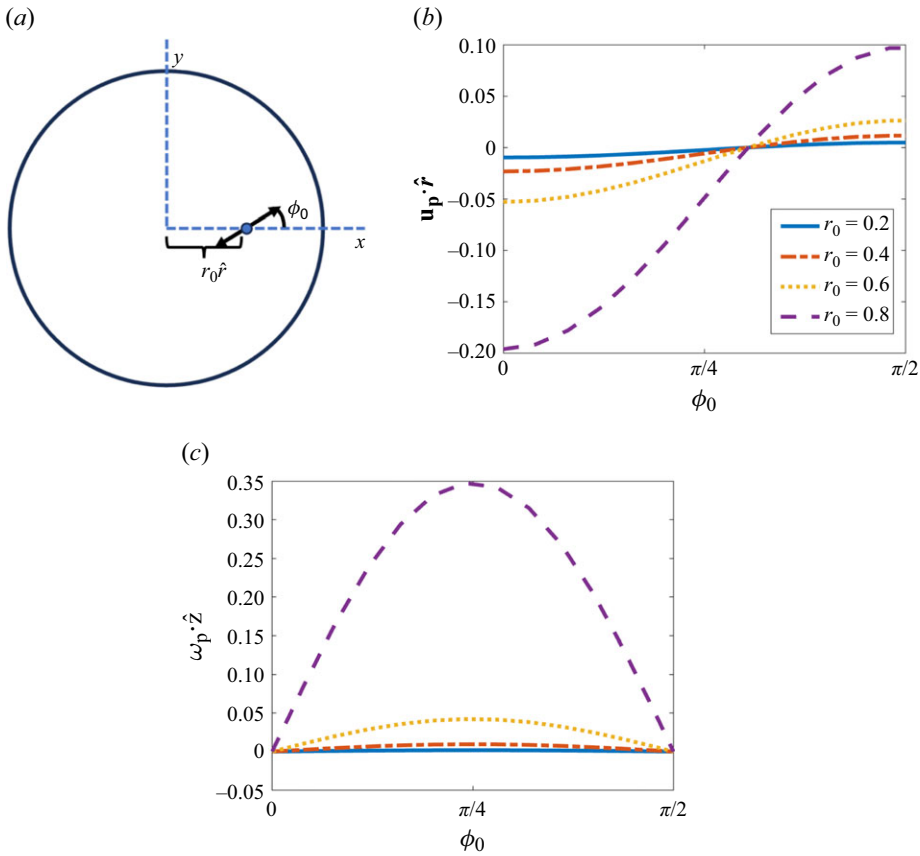 (a)
y
ϕ0
x
r0r̂
(b)
0.10
0.05
0
−0.05
−0.10
−0.15
−0.20
up·r̂
r0 = 0.2
r0 = 0.4
r0 = 0.6
r0 = 0.8
0
π/4
π/2
ϕ0
(c)
0.35
0.30
0.25
0.20
0.15
0.10
0.05
0
−0.05
ωp·ẑ
0
π/4
π/2
ϕ0